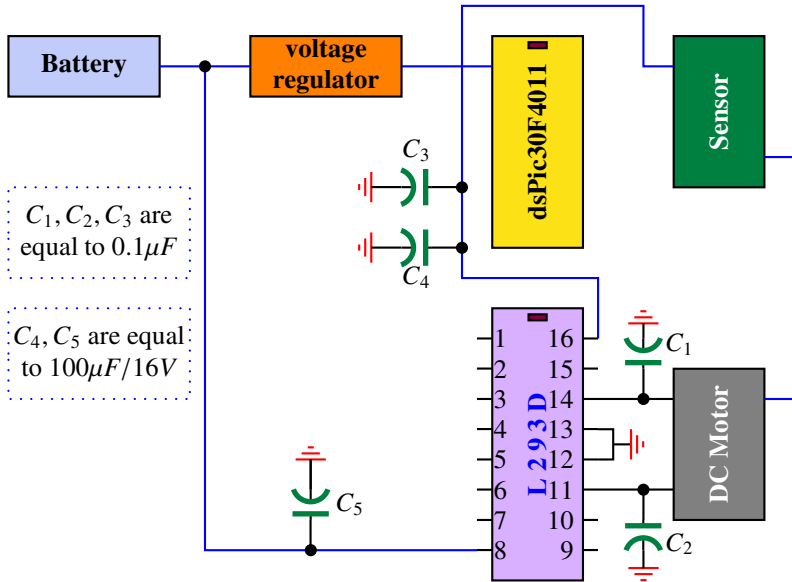 Battery
voltage
regulator
dsPic30F4011
Sensor
C₃
C₄
C₁, C₂, C₃ are
equal to 0.1μF
C₄, C₅ are equal
to 100μF/16V
L293D
1
2
3
4
5
6
7
8
16
15
14
13
12
11
10
9
C₁
DC Motor
C₂
C₅